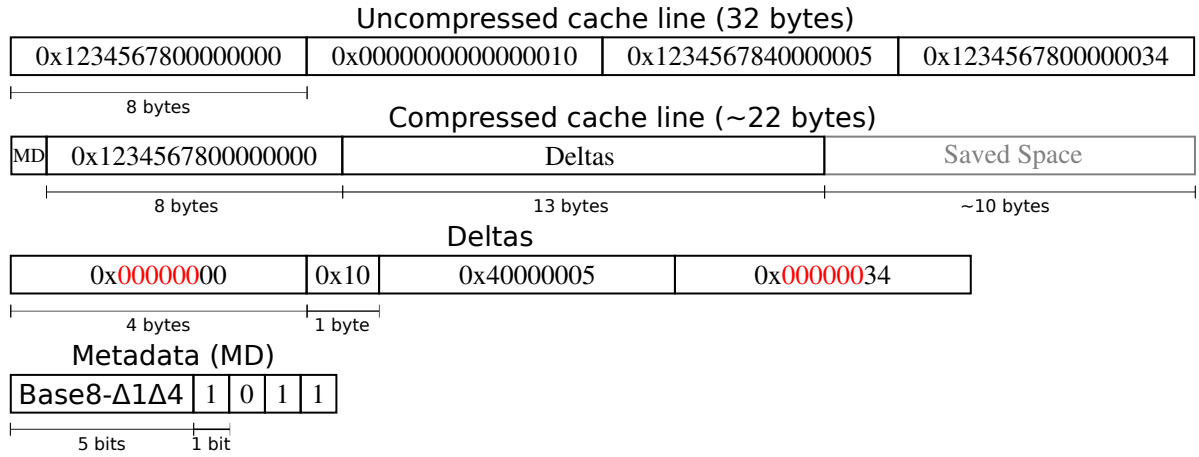 Uncompressed cache line (32 bytes)
0x1234567800000000 0x0000000000000010 0x1234567840000005 0x1234567800000034
8 bytes
Compressed cache line (~22 bytes)
MD 0x1234567800000000 Deltas Saved Space
8 bytes 13 bytes ~10 bytes
Deltas
0x00000000 0x10 0x40000005 0x00000034
4 bytes 1 byte
Metadata (MD)
Base8-Δ1Δ4 1 0 1 1
5 bits 1 bit